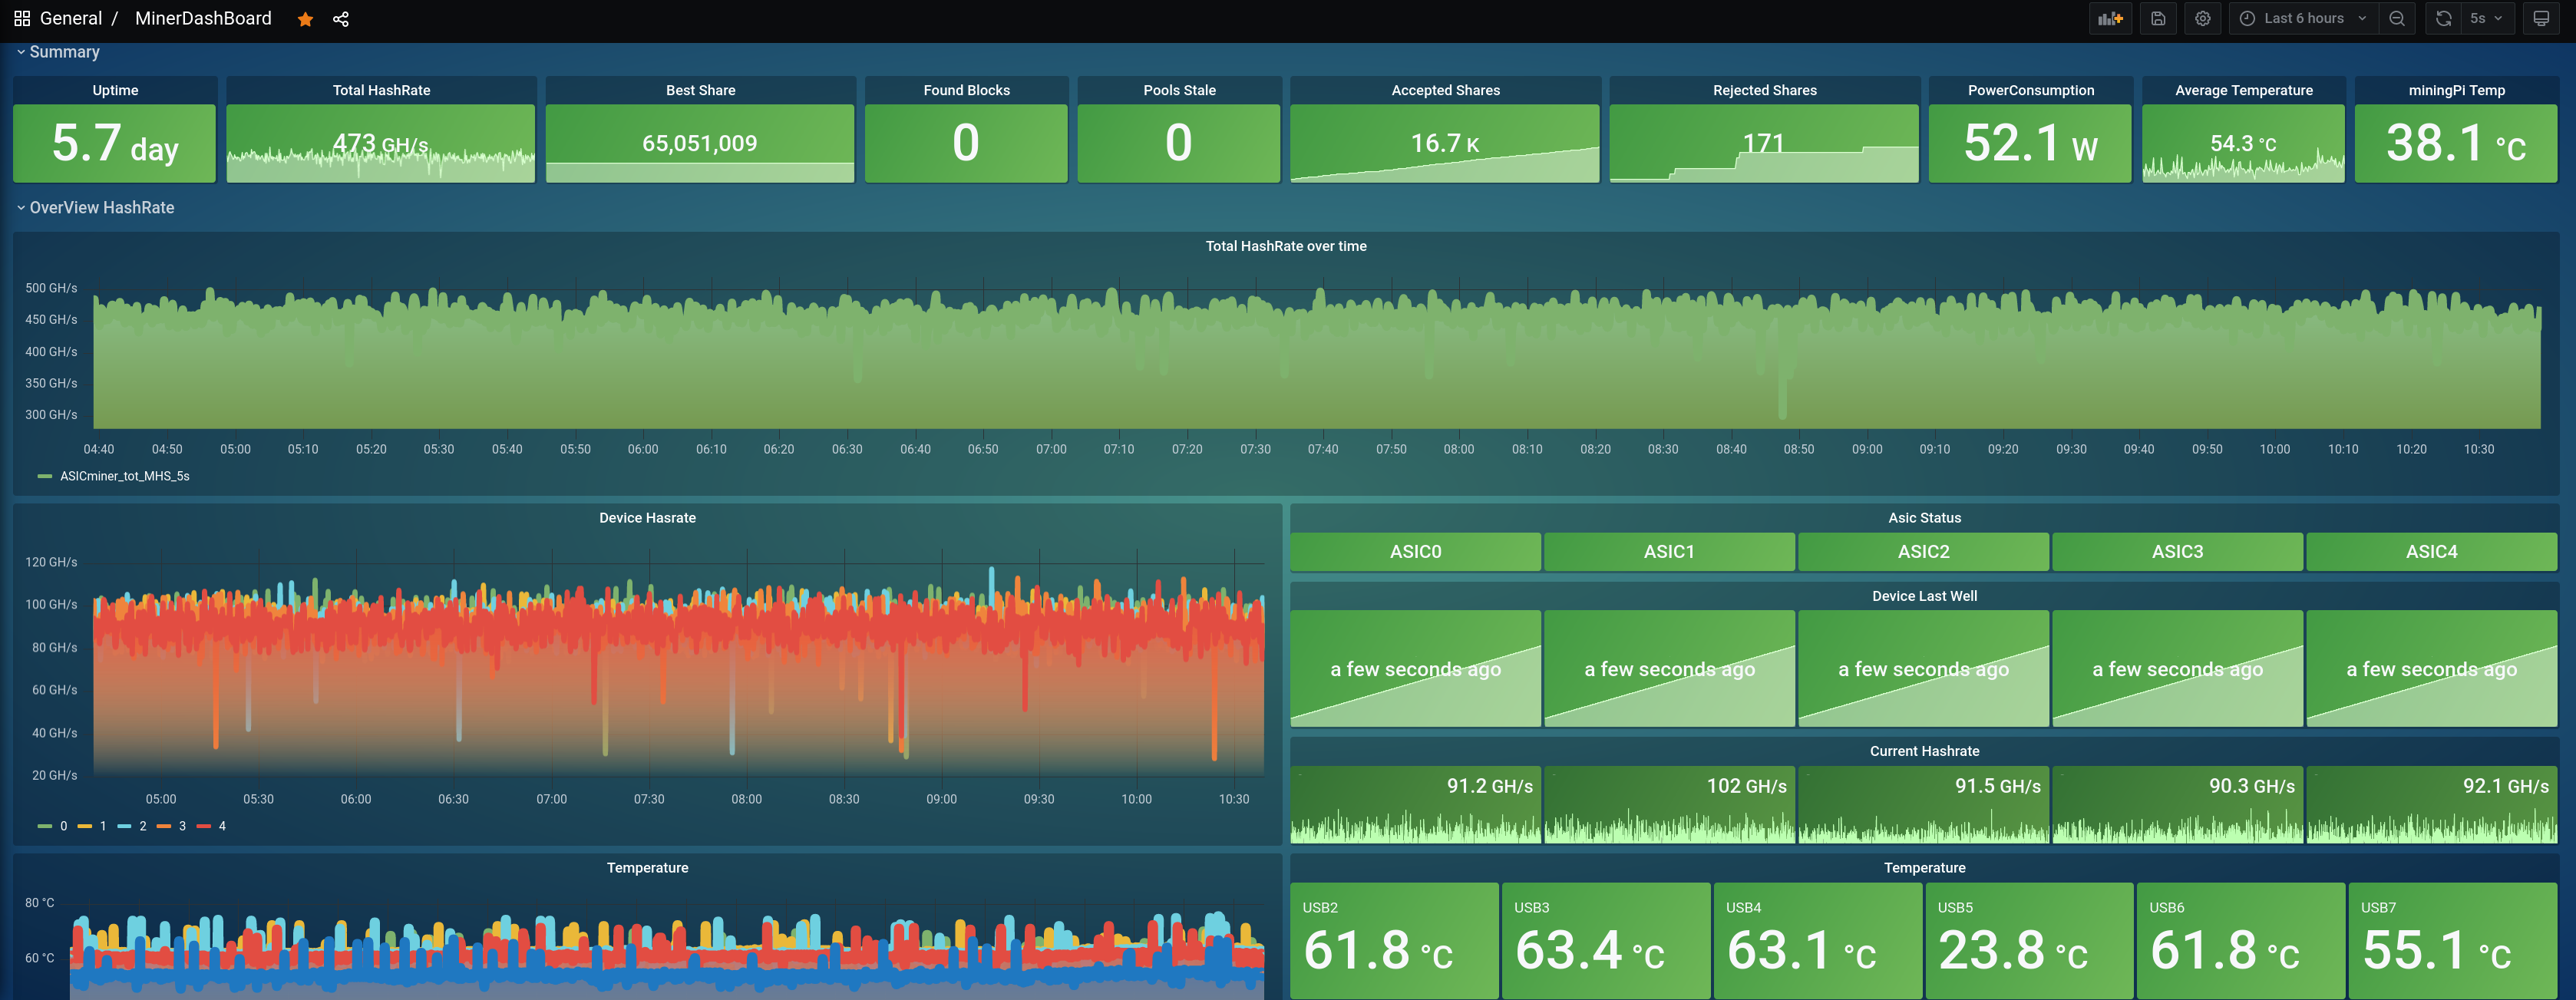 General / MinerDashBoard
Last 6 hours
5s
Summary
Uptime
5.7 day
Total HashRate
473 GH/s
Best Share
65,051,009
Found Blocks
0
Pools Stale
0
Accepted Shares
16.7 K
Rejected Shares
171
PowerConsumption
52.1 W
Average Temperature
54.3 °C
miningPi Temp
38.1 °C
OverView HashRate
Total HashRate over time
500 GH/s
450 GH/s
400 GH/s
350 GH/s
300 GH/s
04:40 04:50 05:00 05:10 05:20 05:30 05:40 05:50 06:00 06:10 06:20 06:30 06:40 06:50 07:00 07:10 07:20 07:30 07:40 07:50 08:00 08:10 08:20 08:30 08:40 08:50 09:00 09:10 09:20 09:30 09:40 09:50 10:00 10:10 10:20 10:30
ASICminer_tot_MHS_5s
Device Hasrate
120 GH/s
100 GH/s
80 GH/s
60 GH/s
40 GH/s
20 GH/s
05:00 05:30 06:00 06:30 07:00 07:30 08:00 08:30 09:00 09:30 10:00 10:30
0 1 2 3 4
Asic Status
ASIC0 ASIC1 ASIC2 ASIC3 ASIC4
Device Last Well
a few seconds ago a few seconds ago a few seconds ago a few seconds ago a few seconds ago
Current Hashrate
91.2 GH/s 102 GH/s 91.5 GH/s 90.3 GH/s 92.1 GH/s
Temperature
80 °C
60 °C
Temperature
USB2 USB3 USB4 USB5 USB6 USB7
61.8 °C 63.4 °C 63.1 °C 23.8 °C 61.8 °C 55.1 °C